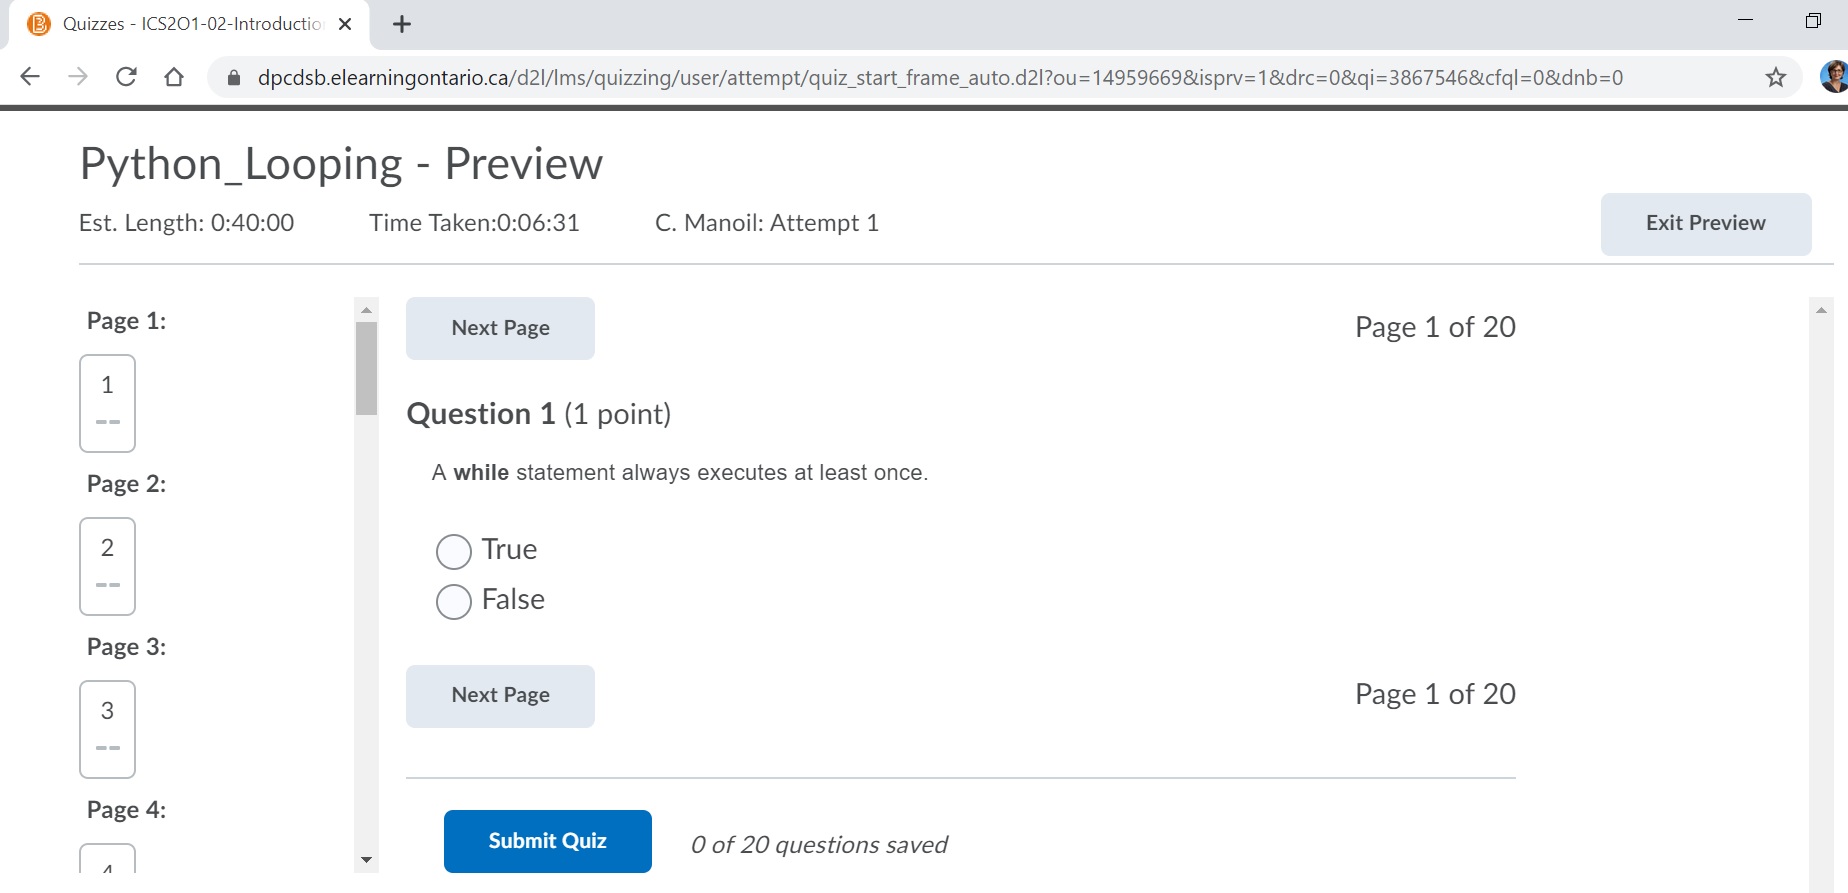 Quizzes - ICS2O1-02-Introductio
dpcdsb.elearningontario.ca/d2l/lms/quizzing/user/attempt/quiz_start_frame_auto.d2l?ou=14959669&isprv=1&drc=0&qi=3867546&cfql=0&dnb=0
Python_Looping - Preview
Est. Length: 0:40:00 Time Taken:0:06:31 C. Manoil: Attempt 1
Exit Preview
Page 1:
1
--
Page 2:
2
--
Page 3:
3
--
Page 4:
4
Next Page
Page 1 of 20
Question 1 (1 point)
A while statement always executes at least once.
True
False
Next Page
Page 1 of 20
Submit Quiz
0 of 20 questions saved